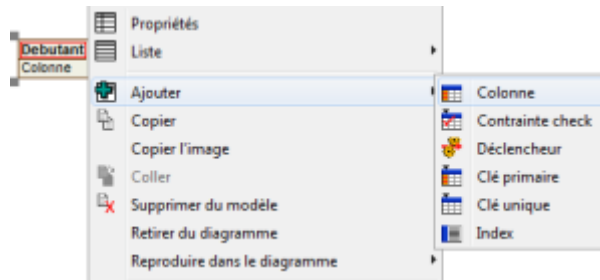 Debutant
Colonne
Propriétés
Liste
Ajouter
Copier
Copier l'image
Coller
Supprimer du modèle
Retirer du diagramme
Reproduire dans le diagramme
Colonne
Contrainte check
Déclencheur
Clé primaire
Clé unique
Index